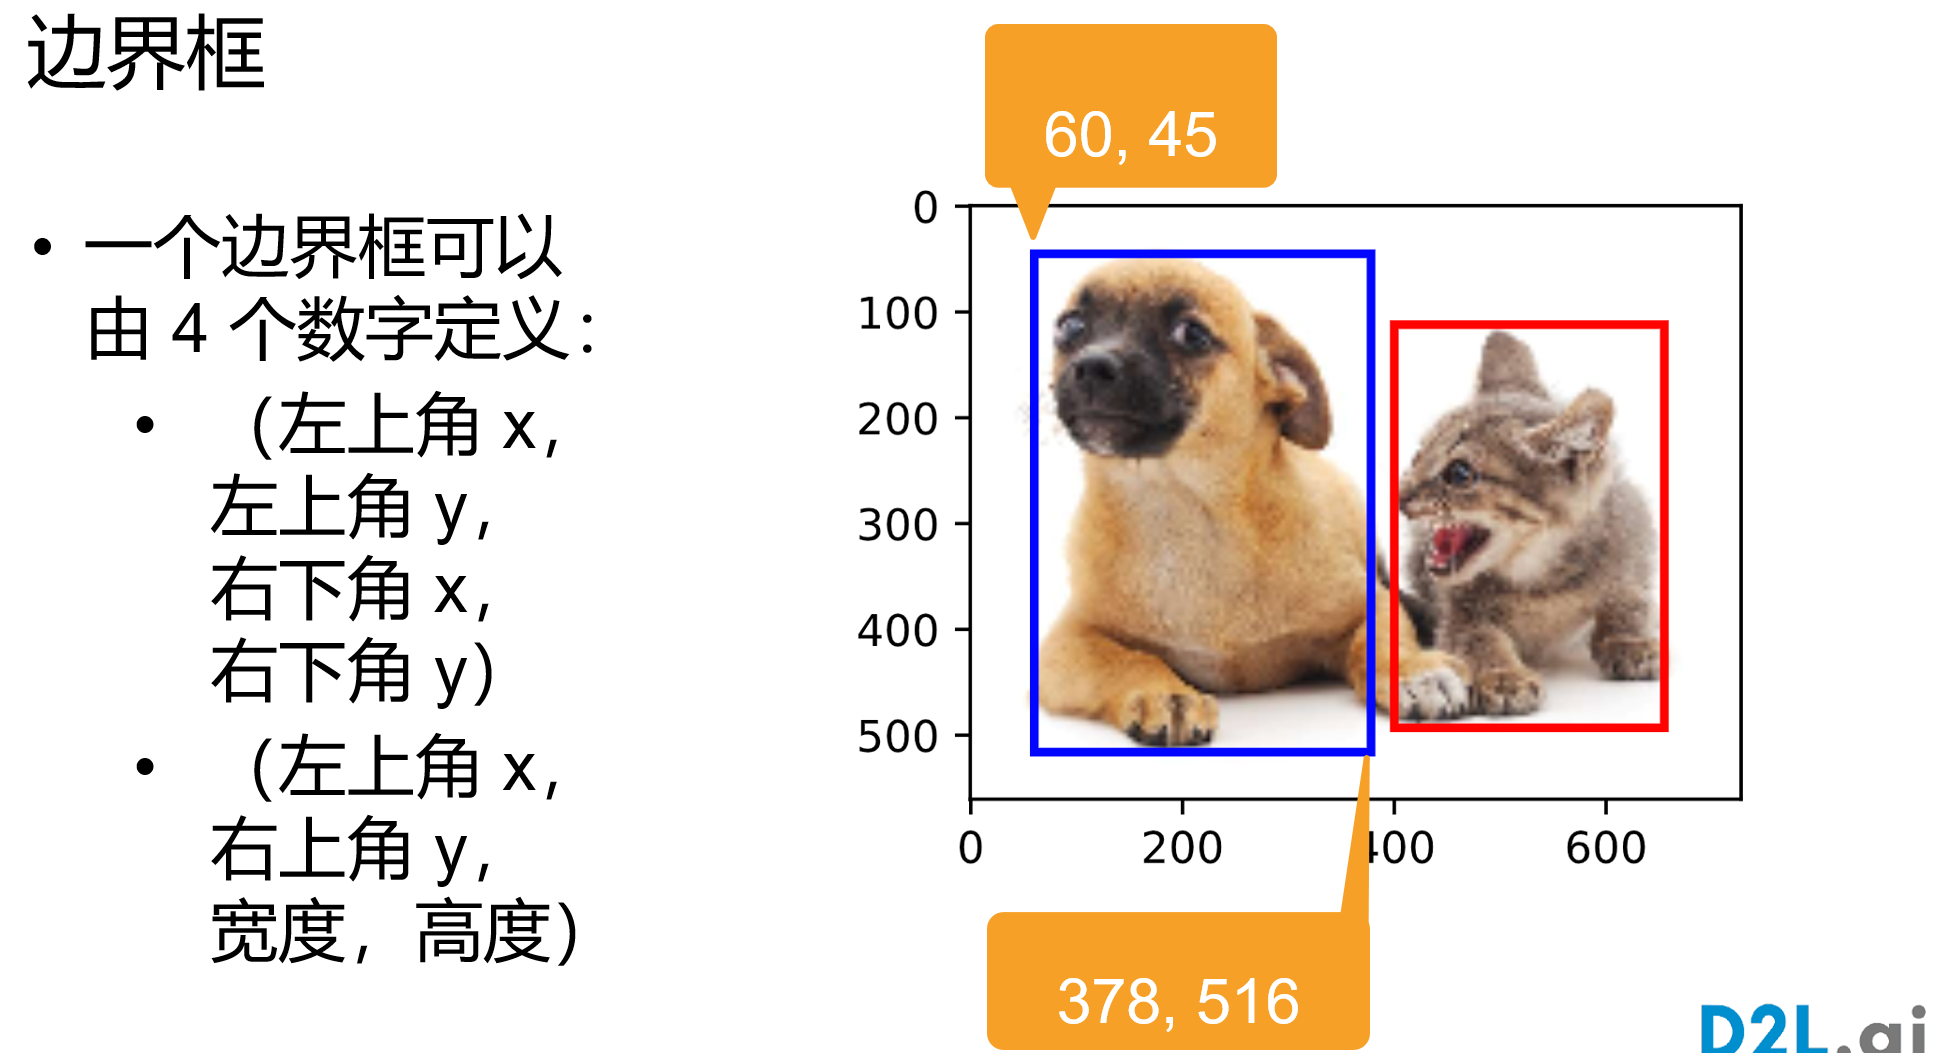 边界框
• 一个边界框可以
由 4 个数字定义：
• （左上角 x，
左上角 y，
右下角 x，
右下角 y）
• （左上角 x，
右上角 y，
宽度，高度）
60, 45
0
100
200
300
400
500
0 200 400 600
378, 516
D2L.ai